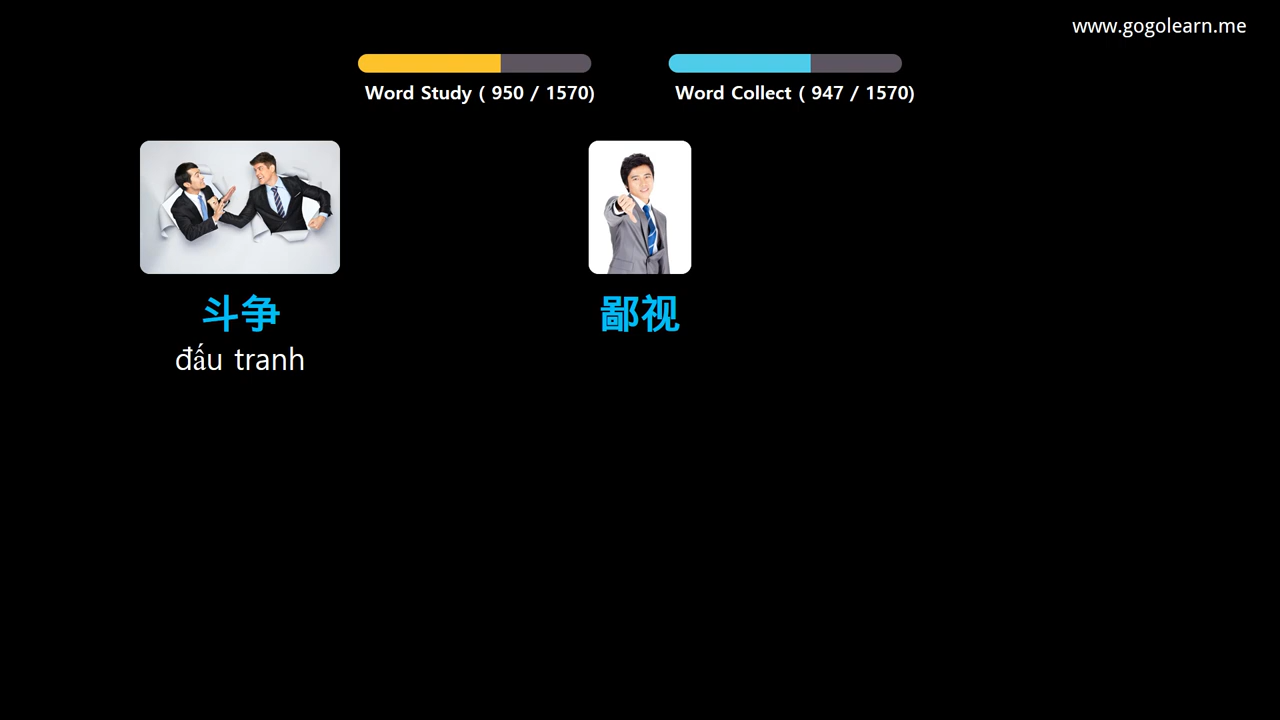 www.gogolearn.me
Word Study ( 950 / 1570)
Word Collect ( 947 / 1570)
斗争
đấu tranh
鄙视